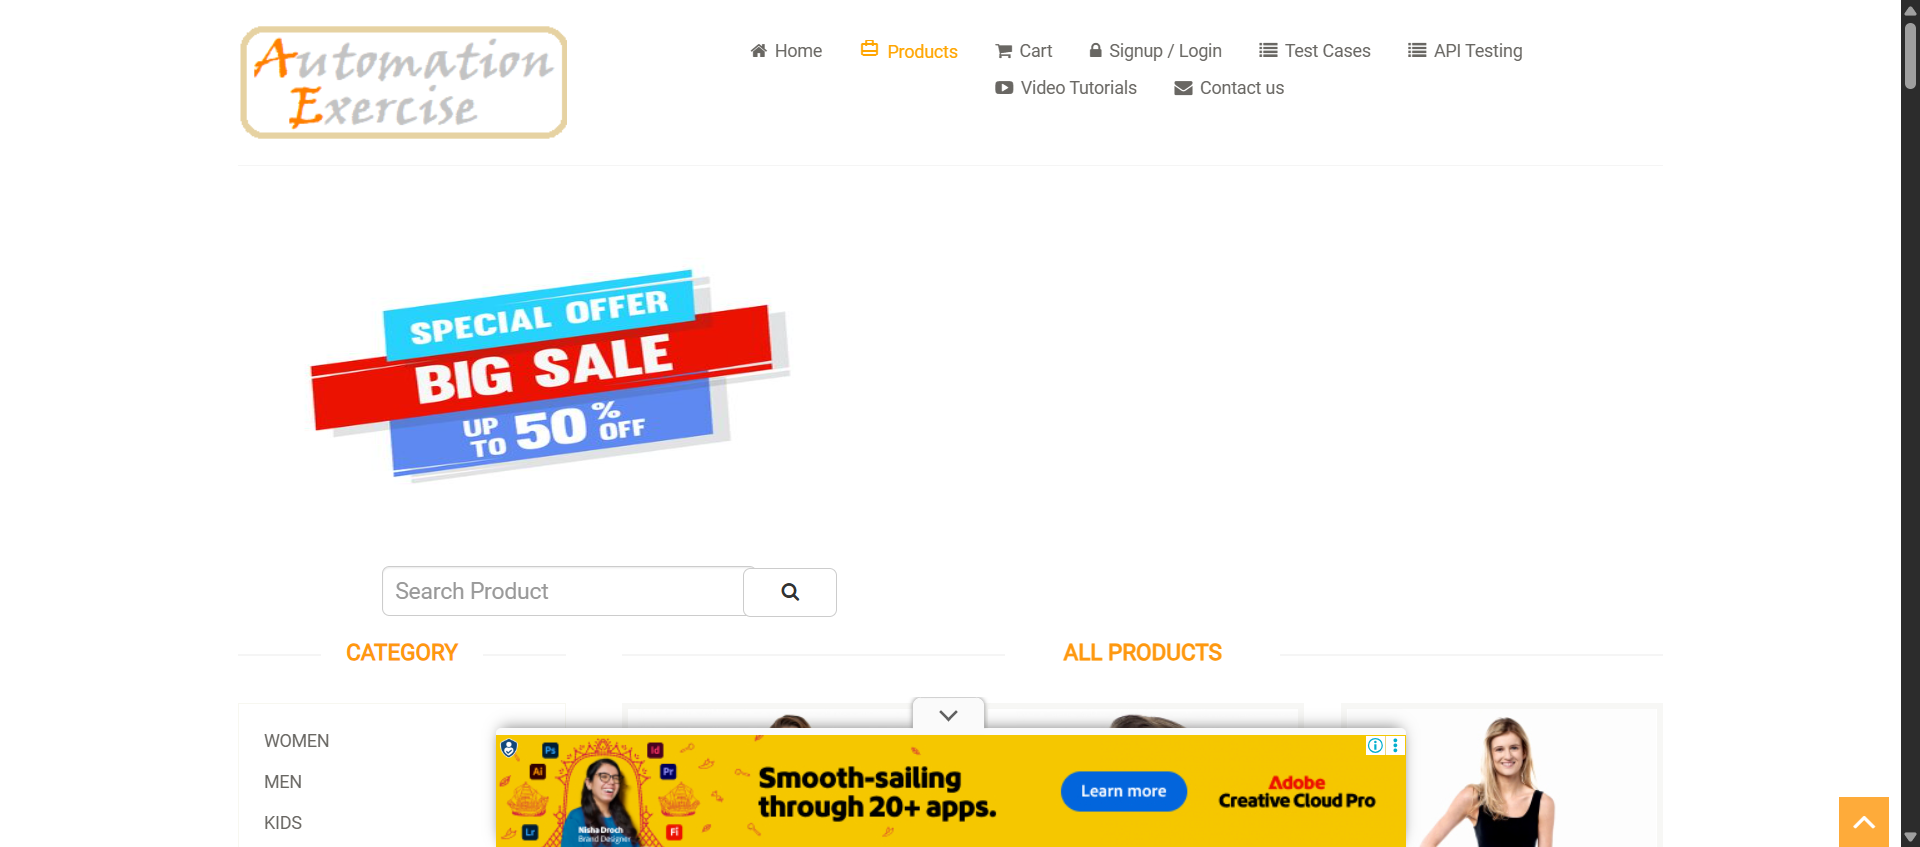 Automation
Exercise
Home
Products
Cart
Signup / Login
Test Cases
API Testing
Video Tutorials
Contact us
SPECIAL OFFER
BIG SALE
UP TO 50% OFF
Search Product
CATEGORY
ALL PRODUCTS
WOMEN
MEN
KIDS
Ps
Id
Ai
Pr
Lr
Fl
Nisha Droch
Brand Designer
Smooth-sailing
through 20+ apps.
Learn more
Adobe
Creative Cloud Pro